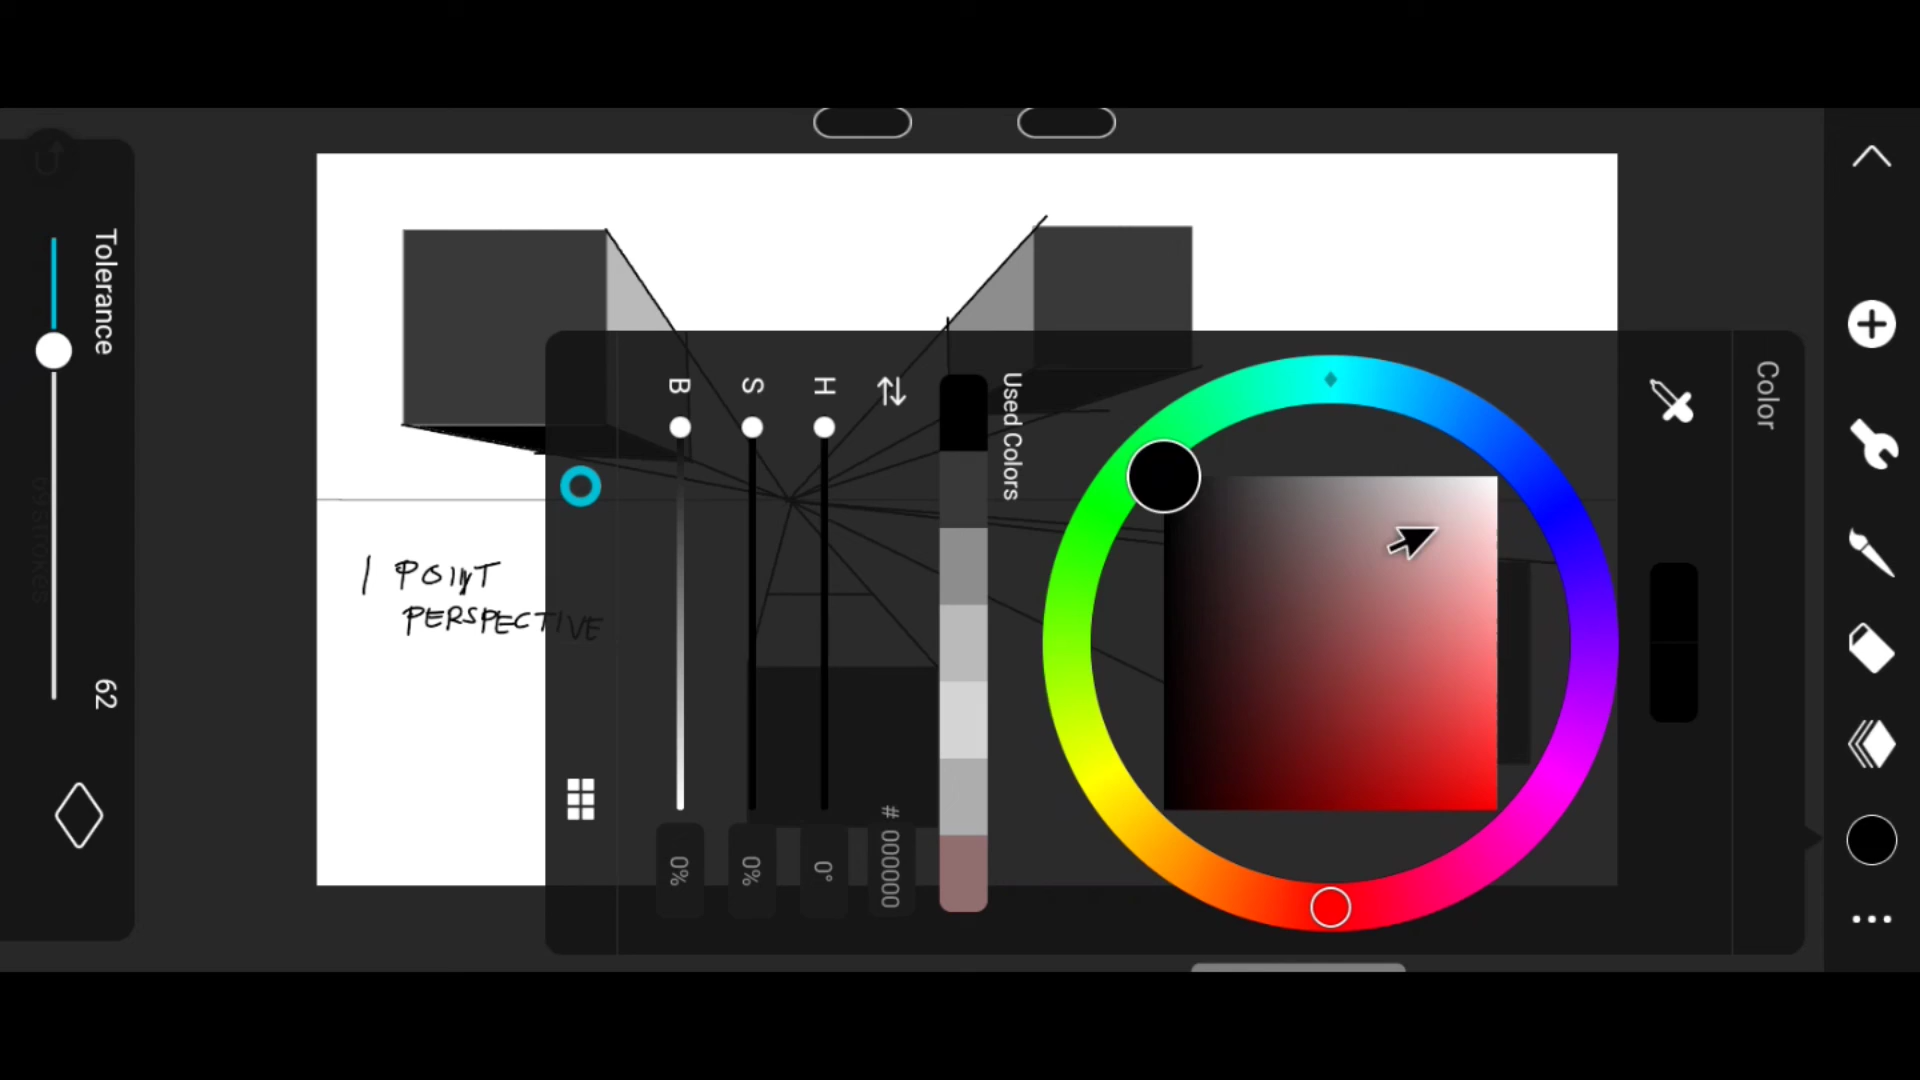 Tolerance
62
1 POINT
PERSPECTIVE
Color
Used Colors
H
S
B
# 000000
0°
0%
0%